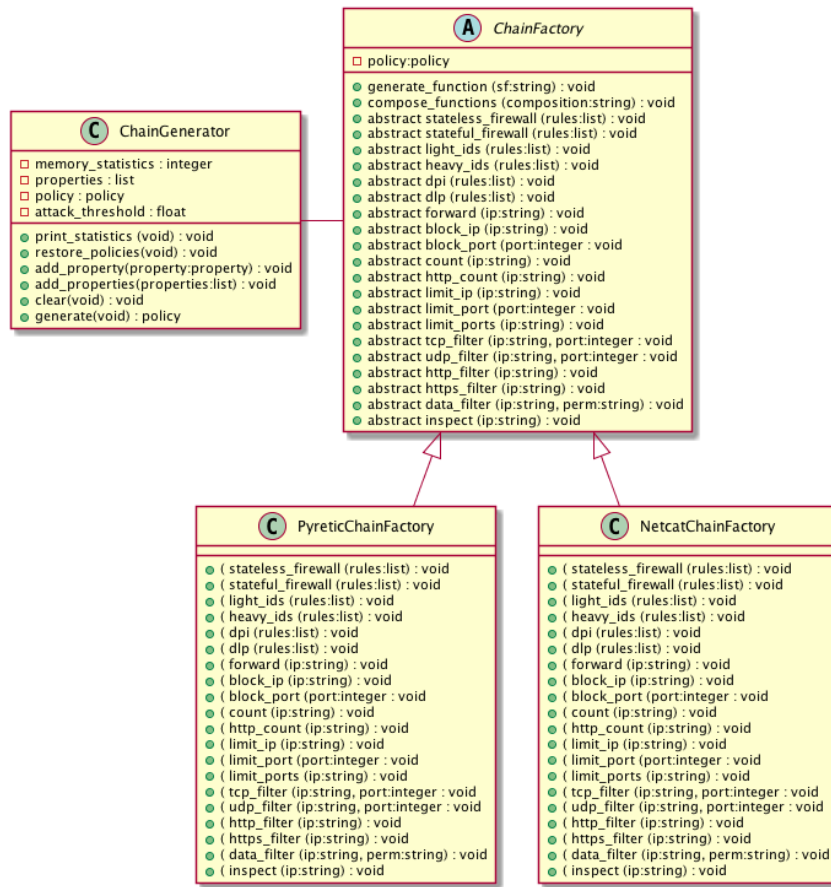 A ChainFactory
policy:policy
generate_function (sf:string) : void
compose_functions (composition:string) : void
abstract stateless_firewall (rules:list) : void
abstract stateful_firewall (rules:list) : void
abstract light_ids (rules:list) : void
abstract heavy_ids (rules:list) : void
abstract dpi (rules:list) : void
abstract dlp (rules:list) : void
abstract forward (ip:string) : void
abstract block_ip (ip:string) : void
abstract block_port (port:integer : void
abstract count (ip:string) : void
abstract http_count (ip:string) : void
abstract limit_ip (ip:string) : void
abstract limit_port (port:integer : void
abstract limit_ports (ip:string) : void
abstract tcp_filter (ip:string, port:integer : void
abstract udp_filter (ip:string, port:integer : void
abstract http_filter (ip:string) : void
abstract https_filter (ip:string) : void
abstract data_filter (ip:string, perm:string) : void
abstract inspect (ip:string) : void
C ChainGenerator
memory_statistics : integer
properties : list
policy : policy
attack_threshold : float
print_statistics (void) : void
restore_policies(void) : void
add_property(property:property) : void
add_properties(properties:list) : void
clear(void) : void
generate(void) : policy
C PyreticChainFactory
( stateless_firewall (rules:list) : void
( stateful_firewall (rules:list) : void
( light_ids (rules:list) : void
( heavy_ids (rules:list) : void
( dpi (rules:list) : void
( dlp (rules:list) : void
( forward (ip:string) : void
( block_ip (ip:string) : void
( block_port (port:integer : void
( count (ip:string) : void
( http_count (ip:string) : void
( limit_ip (ip:string) : void
( limit_port (port:integer : void
( limit_ports (ip:string) : void
( tcp_filter (ip:string, port:integer : void
( udp_filter (ip:string, port:integer : void
( http_filter (ip:string) : void
( https_filter (ip:string) : void
( data_filter (ip:string, perm:string) : void
( inspect (ip:string) : void
C NetcatChainFactory
( stateless_firewall (rules:list) : void
( stateful_firewall (rules:list) : void
( light_ids (rules:list) : void
( heavy_ids (rules:list) : void
( dpi (rules:list) : void
( dlp (rules:list) : void
( forward (ip:string) : void
( block_ip (ip:string) : void
( block_port (port:integer : void
( count (ip:string) : void
( http_count (ip:string) : void
( limit_ip (ip:string) : void
( limit_port (port:integer : void
( limit_ports (ip:string) : void
( tcp_filter (ip:string, port:integer : void
( udp_filter (ip:string, port:integer : void
( http_filter (ip:string) : void
( https_filter (ip:string) : void
( data_filter (ip:string, perm:string) : void
( inspect (ip:string) : void